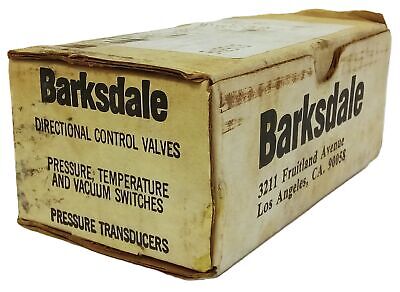 Barksdale
DIRECTIONAL CONTROL VALVES
PRESSURE, TEMPERATURE
AND VACUUM SWITCHES
PRESSURE TRANSDUCERS
Barksdale
3211 Fruitland Avenue
Los Angeles, CA. 90058